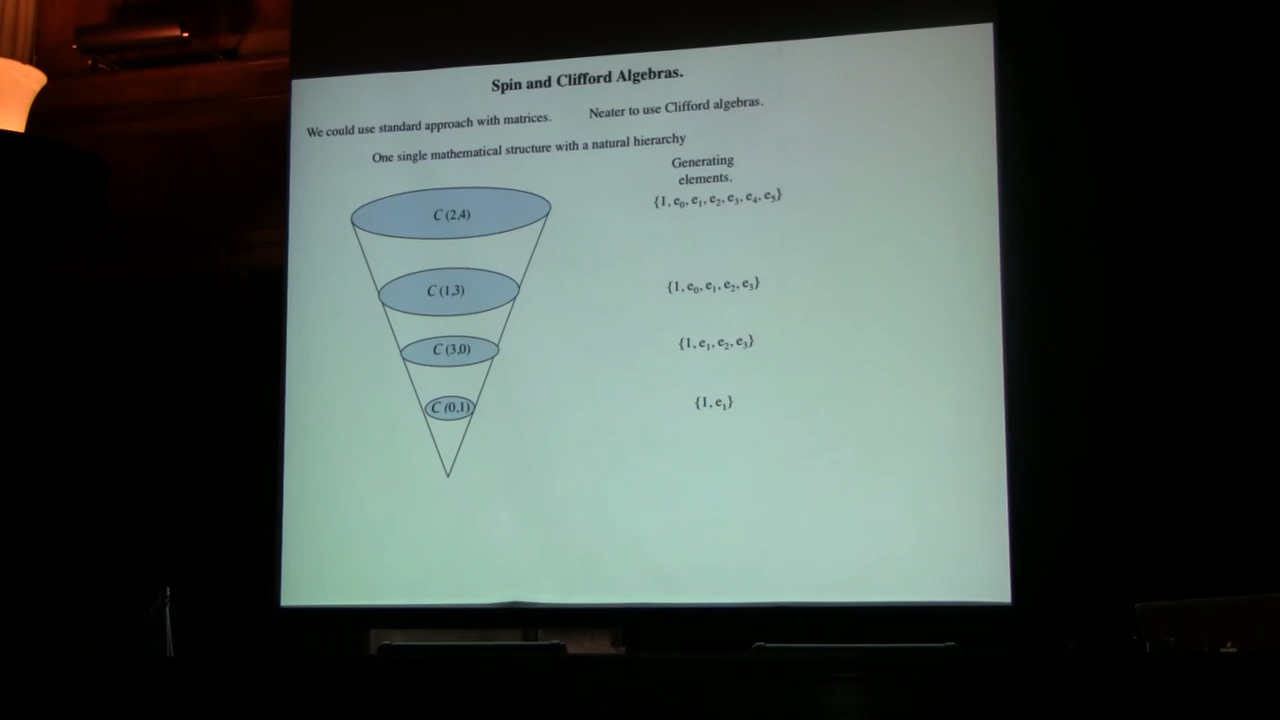 Spin and Clifford Algebras.
We could use standard approach with matrices. Neater to use Clifford algebras.
One single mathematical structure with a natural hierarchy
Generating
elements.
C (2,4) {1, e₀, e₁, e₂, e₃, e₄, e₅}
C (1,3) {1, e₀, e₁, e₂, e₃}
C (3,0) {1, e₁, e₂, e₃}
C (0,1) {1, e₁}